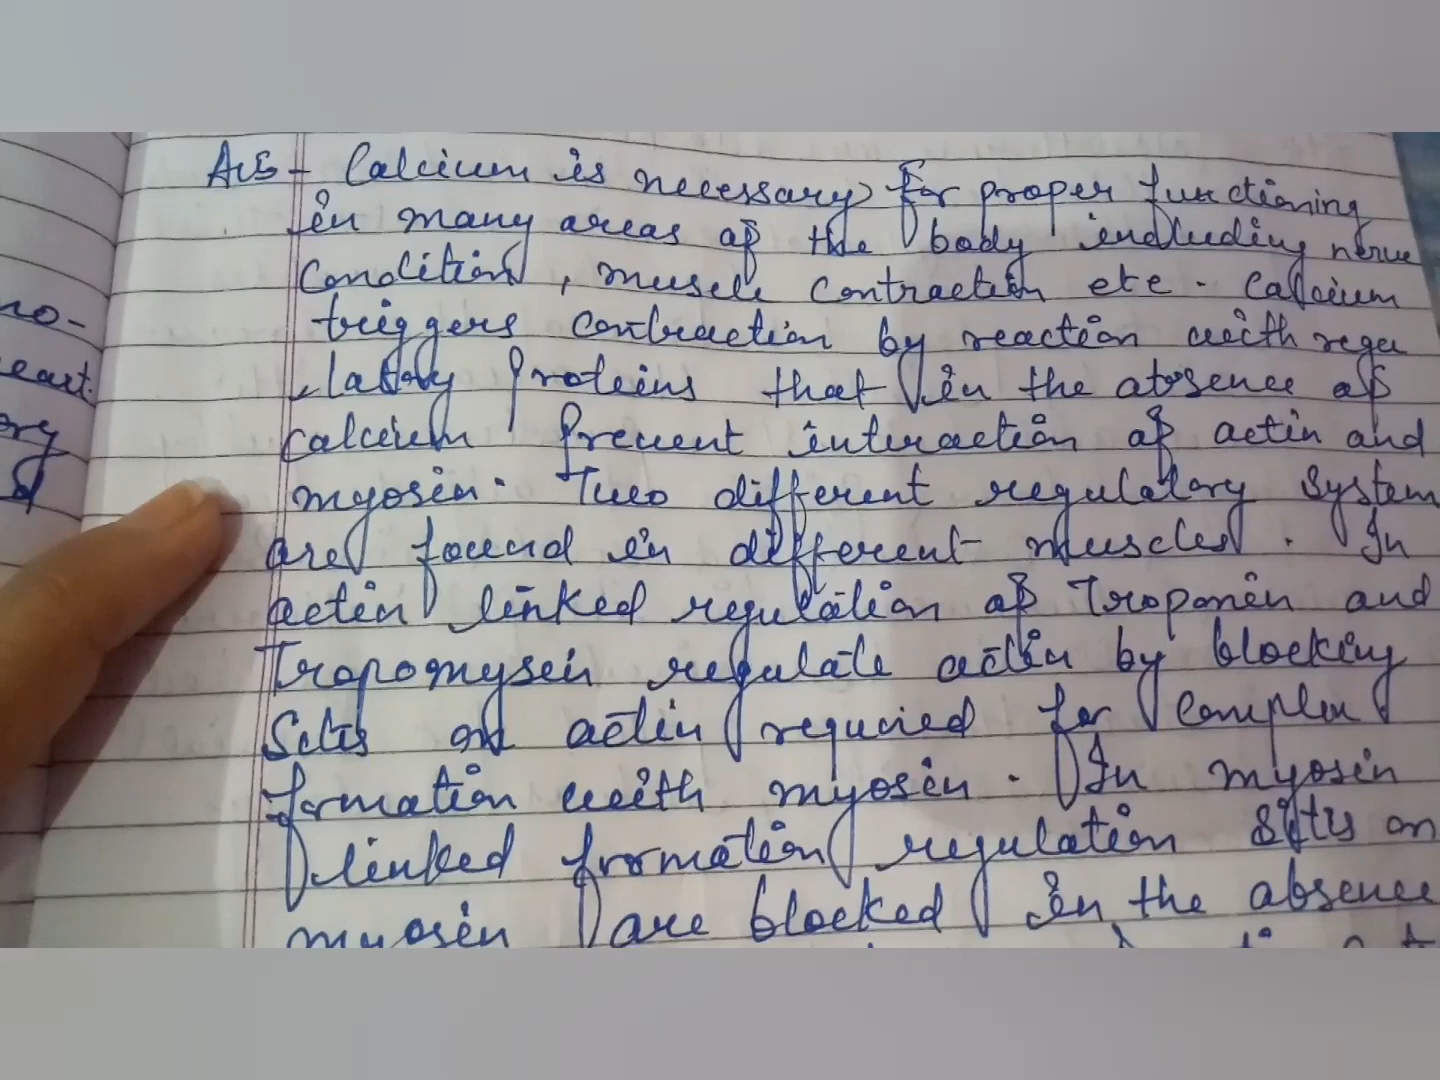 Ans - Calcium is necessary for proper functioning
in many areas of the body including nerve
condition, muscle contraction etc. Calcium
triggers contraction by reaction with regu
latory Proteins that in the absence of
calcium Prevent interaction of actin and
myosin. Two different regulatory system
are found in different muscles. In
actin linked regulation of Troponin and
Tropomysin regulate actin by blocking
Sites on actin required for complex
formation with myosin. In myosin
linked formation regulation sites on
myosin are blocked in the absence
no-
eart.
ory